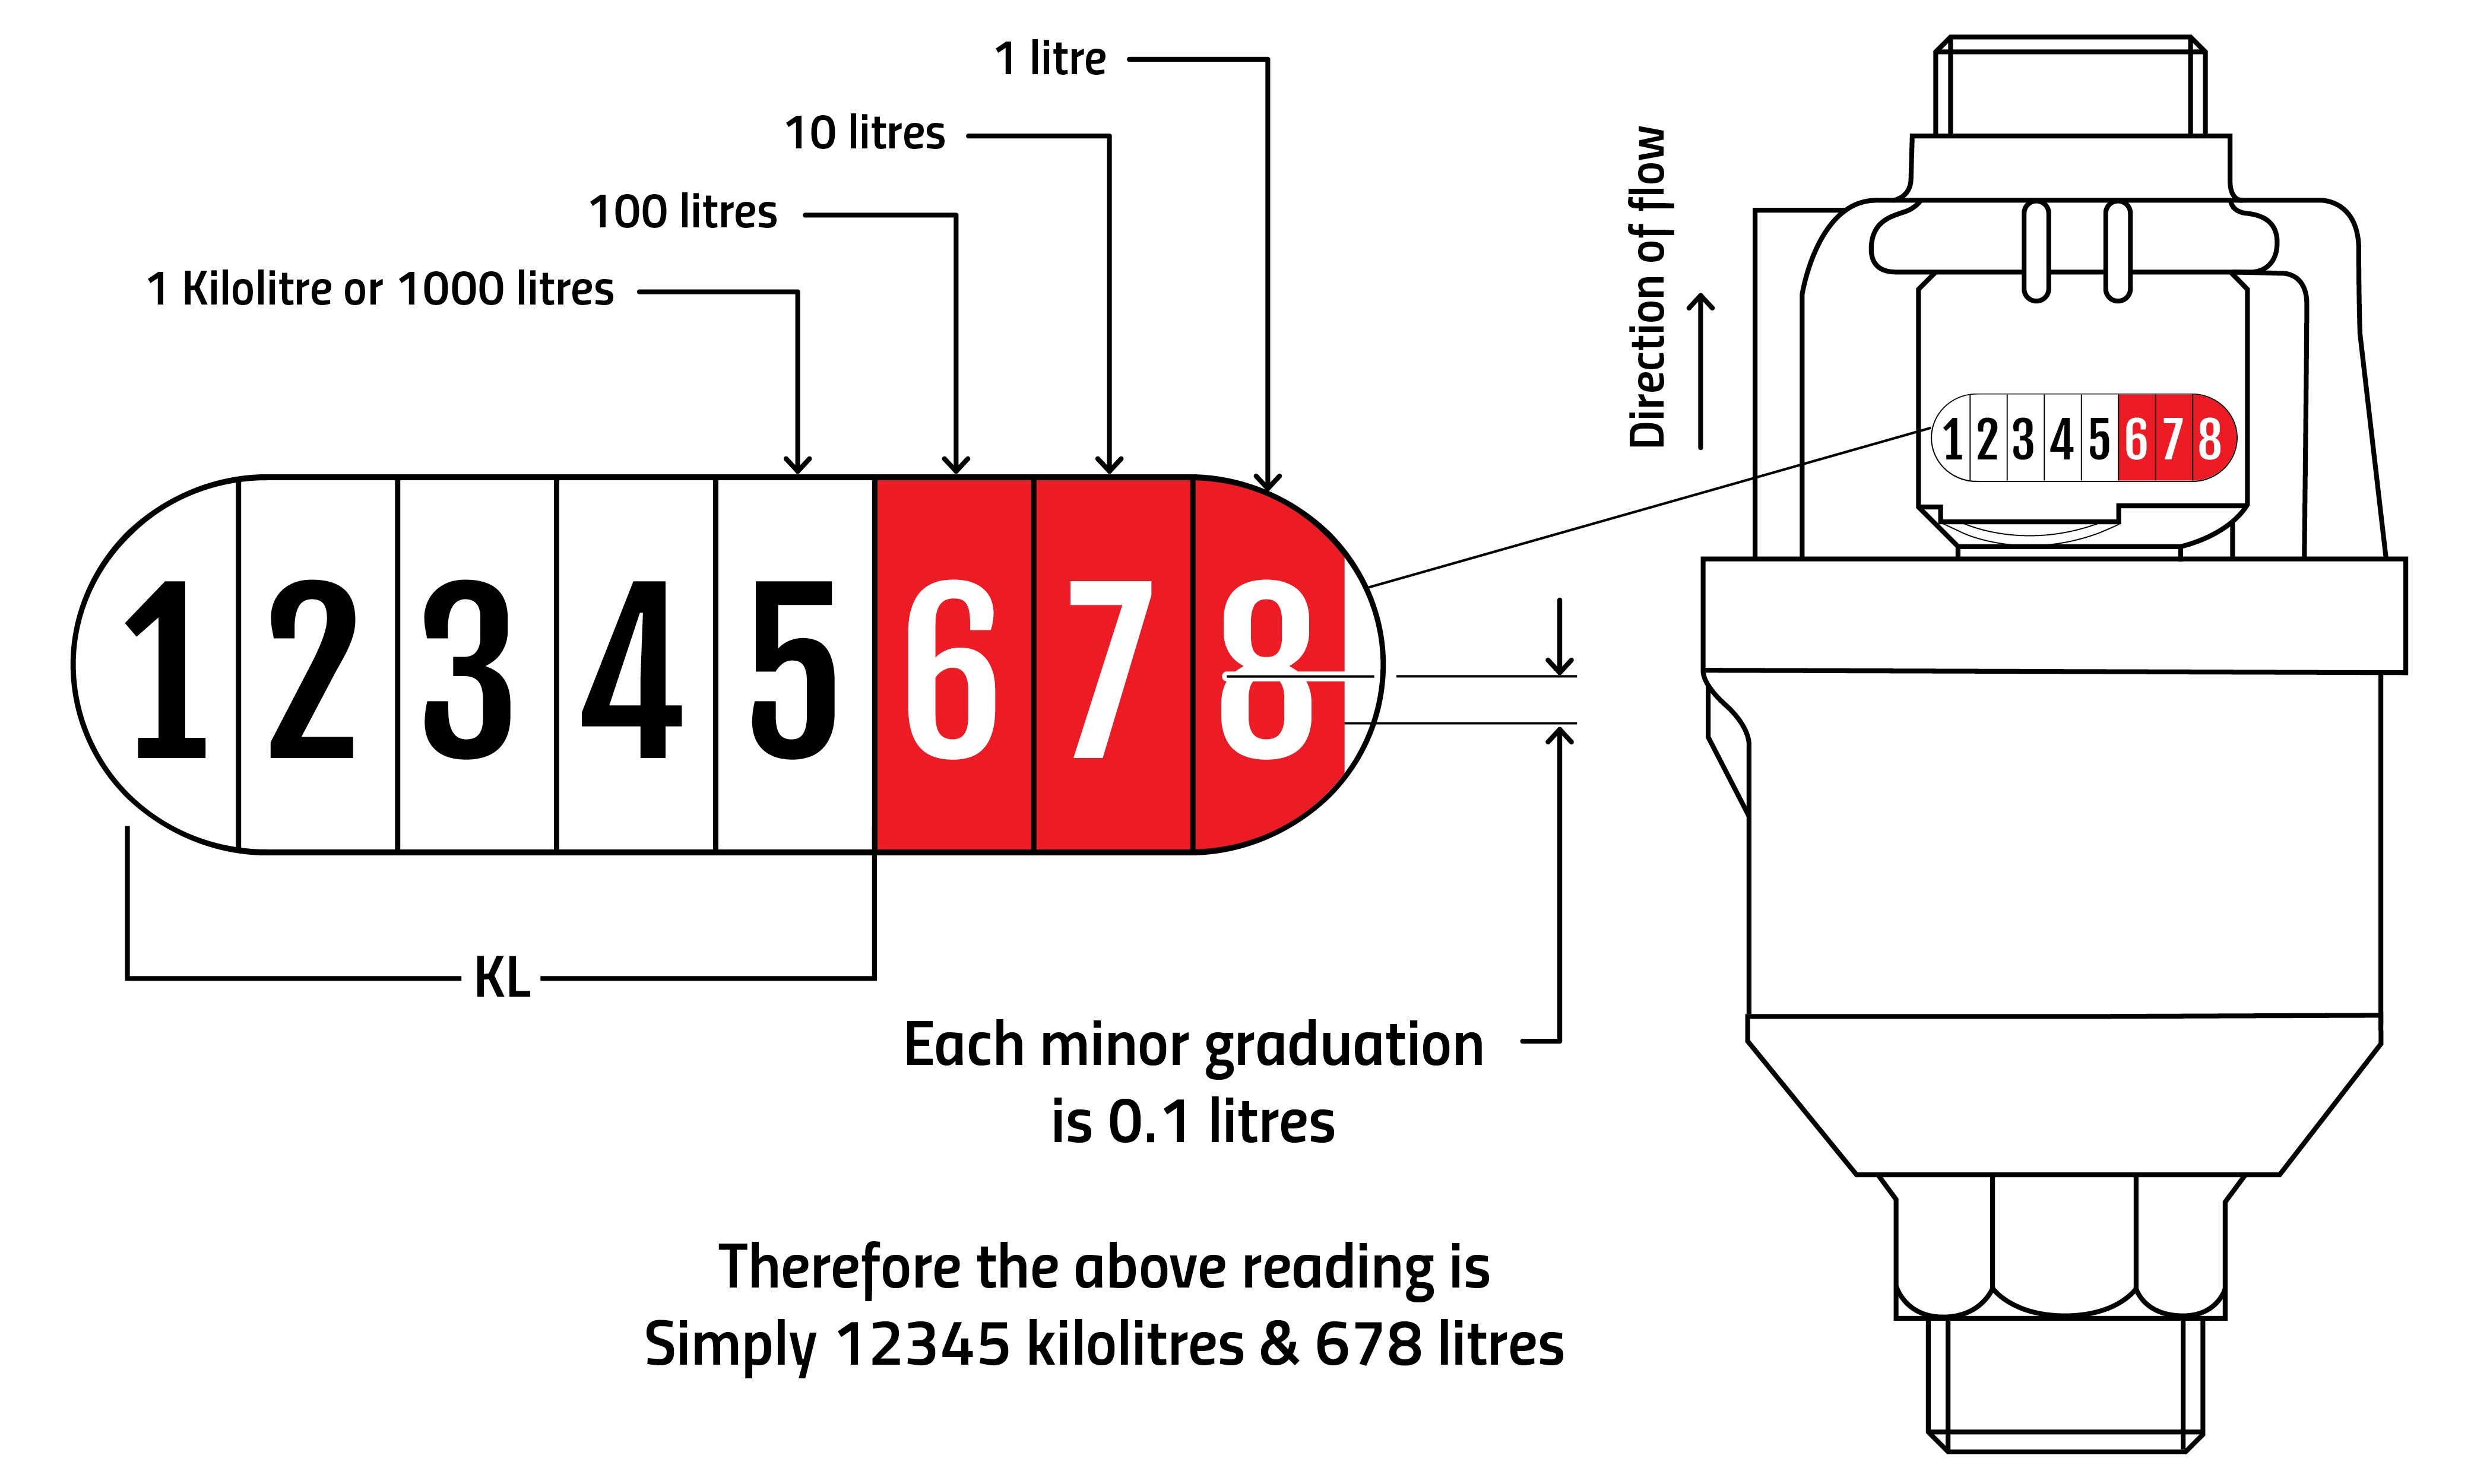 1 litre
10 litres
100 litres
1 Kilolitre or 1000 litres
Direction of flow
12345678
12345678
KL
Each minor graduation
is 0.1 litres
Therefore the above reading is
Simply 12345 kilolitres & 678 litres